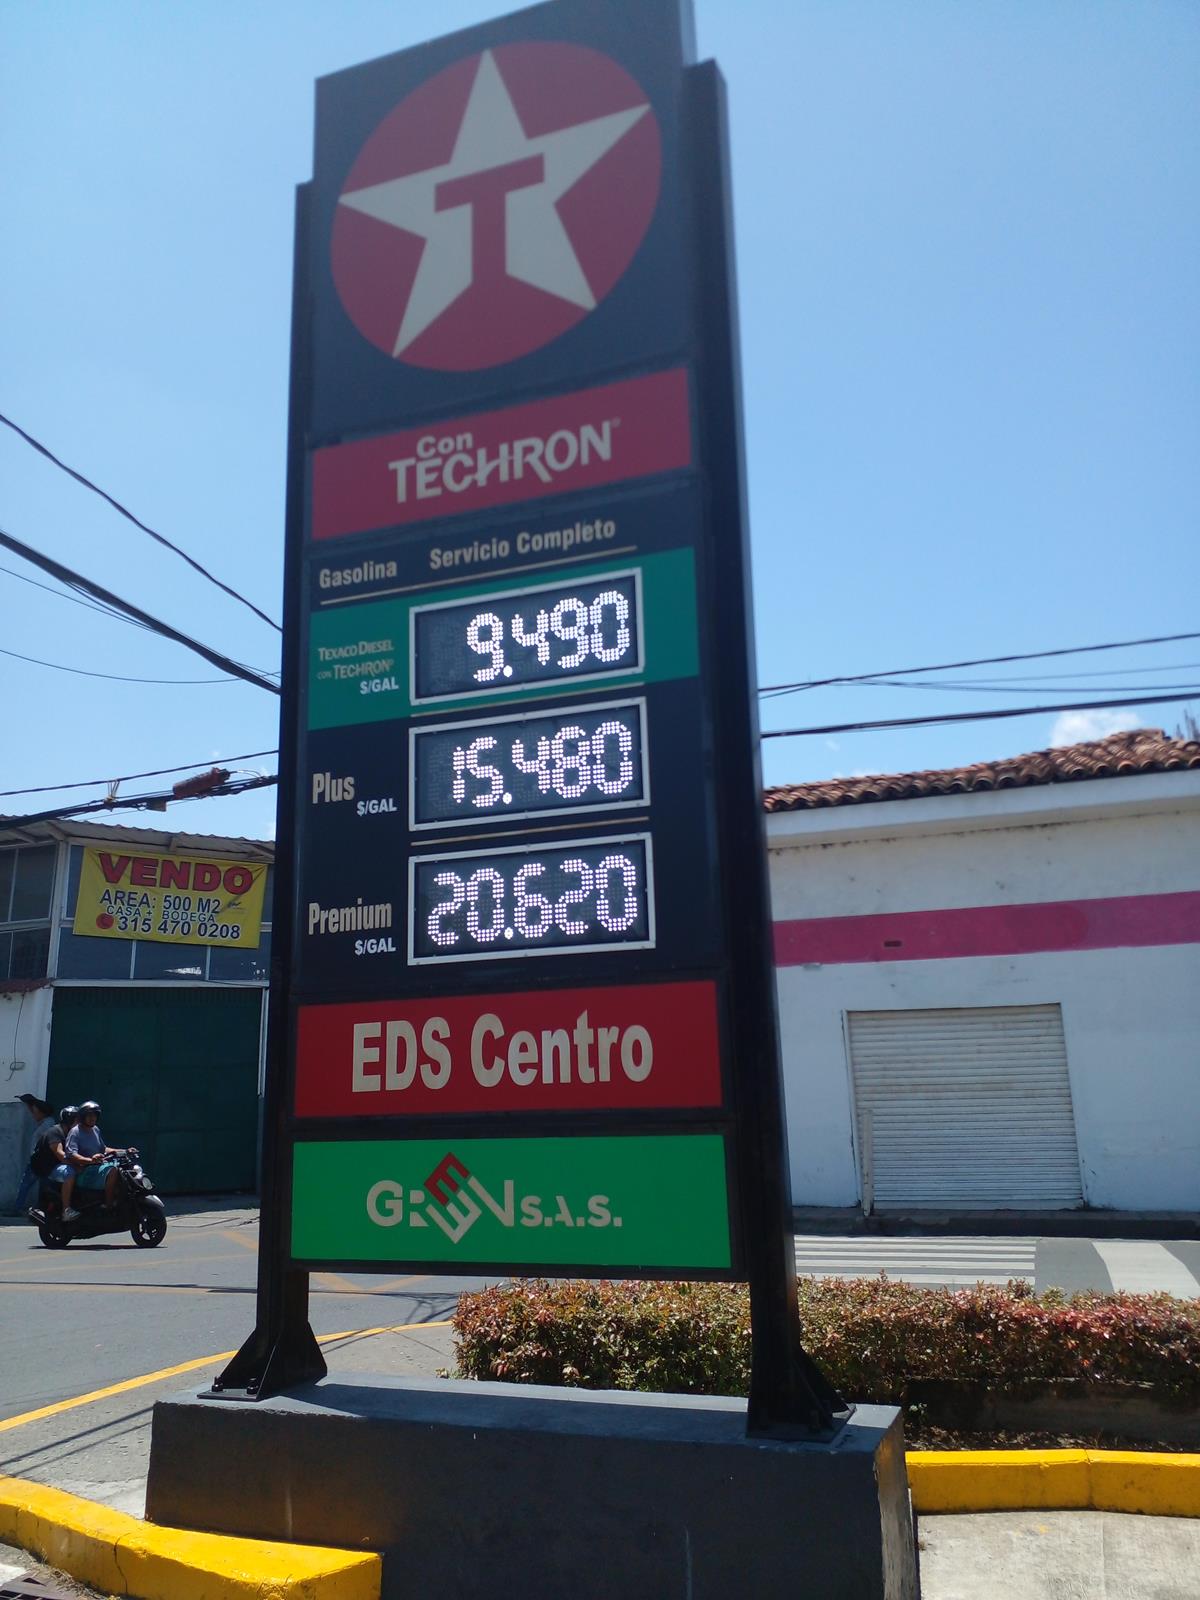 T
Con
TECHRON®
Gasolina Servicio Completo
TEXACO DIESEL
CON TECHRON®
$/GAL
9.490
Plus
$/GAL
15.480
Premium
$/GAL
20.620
EDS Centro
GREEN S.A.S.
VENDO
AREA: 500 M2
CASA + BODEGA
315 470 0208